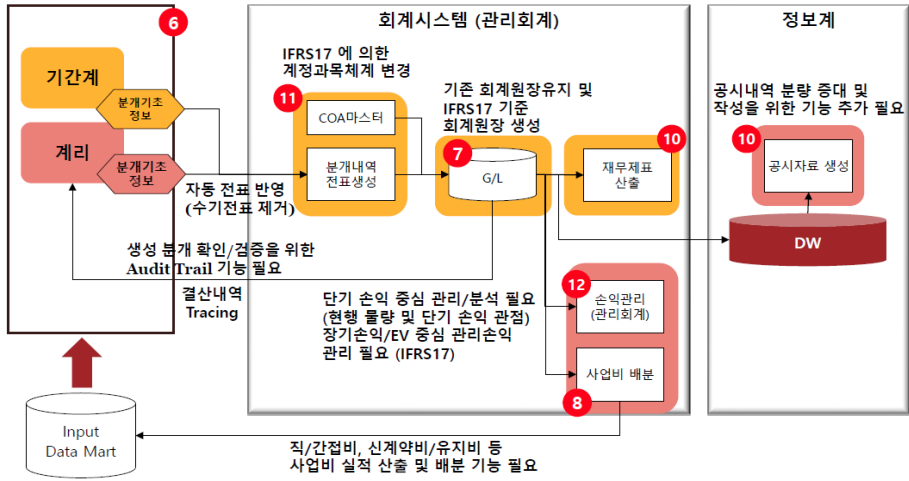 회계시스템 (관리회계)
정보계
6
기간계
분개기초
정보
계리
분개기초
정보
IFRS17 에 의한
계정과목체계 변경
11
COA마스터
분개내역
전표생성
자동 전표 반영
(수기전표 제거)
기존 회계원장유지 및
IFRS17 기준
회계원장 생성
7
G/L
10
재무제표
산출
공시내역 분량 증대 및
작성을 위한 기능 추가 필요
10
공시자료 생성
DW
생성 분개 확인/검증을 위한
Audit Trail 기능 필요
결산내역
Tracing
단기 손익 중심 관리/분석 필요
(현행 물량 및 단기 손익 관점)
장기손익/EV 중심 관리손익
관리 필요 (IFRS17)
12
손익관리
(관리회계)
사업비 배분
8
Input
Data Mart
직/간접비, 신계약비/유지비 등
사업비 실적 산출 및 배분 기능 필요